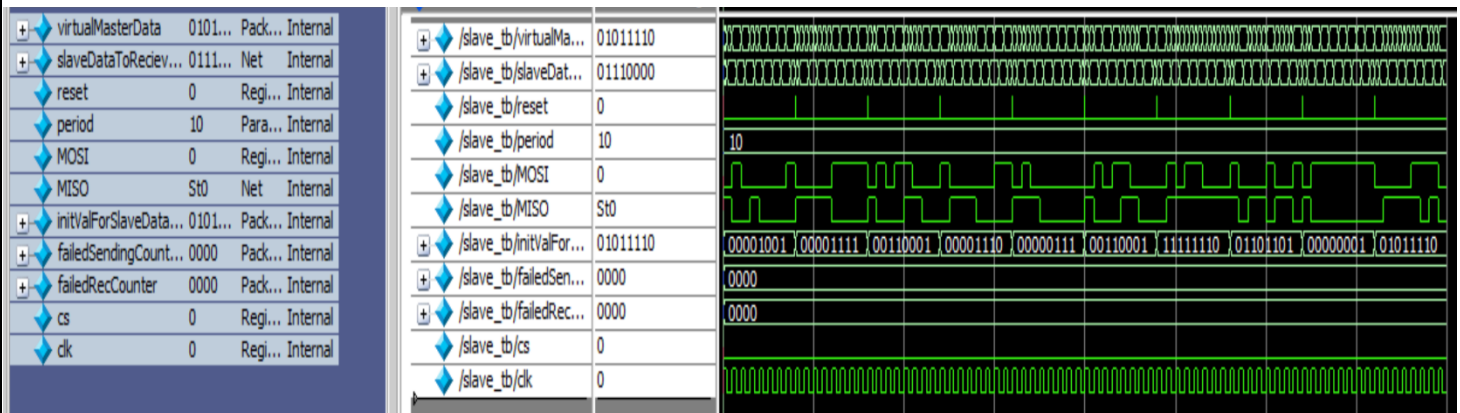 virtualMasterData 0101... Pack... Internal
slaveDataToReciev... 0111... Net Internal
reset 0 Regi... Internal
period 10 Para... Internal
MOSI 0 Regi... Internal
MISO St0 Net Internal
initValForSlaveData... 0101... Pack... Internal
failedSendingCount... 0000 Pack... Internal
failedRecCounter 0000 Pack... Internal
cs 0 Regi... Internal
clk 0 Regi... Internal
/slave_tb/virtualMa... 01011110
/slave_tb/slaveDat... 01110000
/slave_tb/reset 0
/slave_tb/period 10 10
/slave_tb/MOSI 0
/slave_tb/MISO St0
/slave_tb/initValFor... 01011110 00001001 00001111 00110001 00001110 00000111 00110001 11111110 01101101 00000001 01011110
/slave_tb/failedSen... 0000 0000
/slave_tb/failedRec... 0000 0000
/slave_tb/cs 0
/slave_tb/clk 0